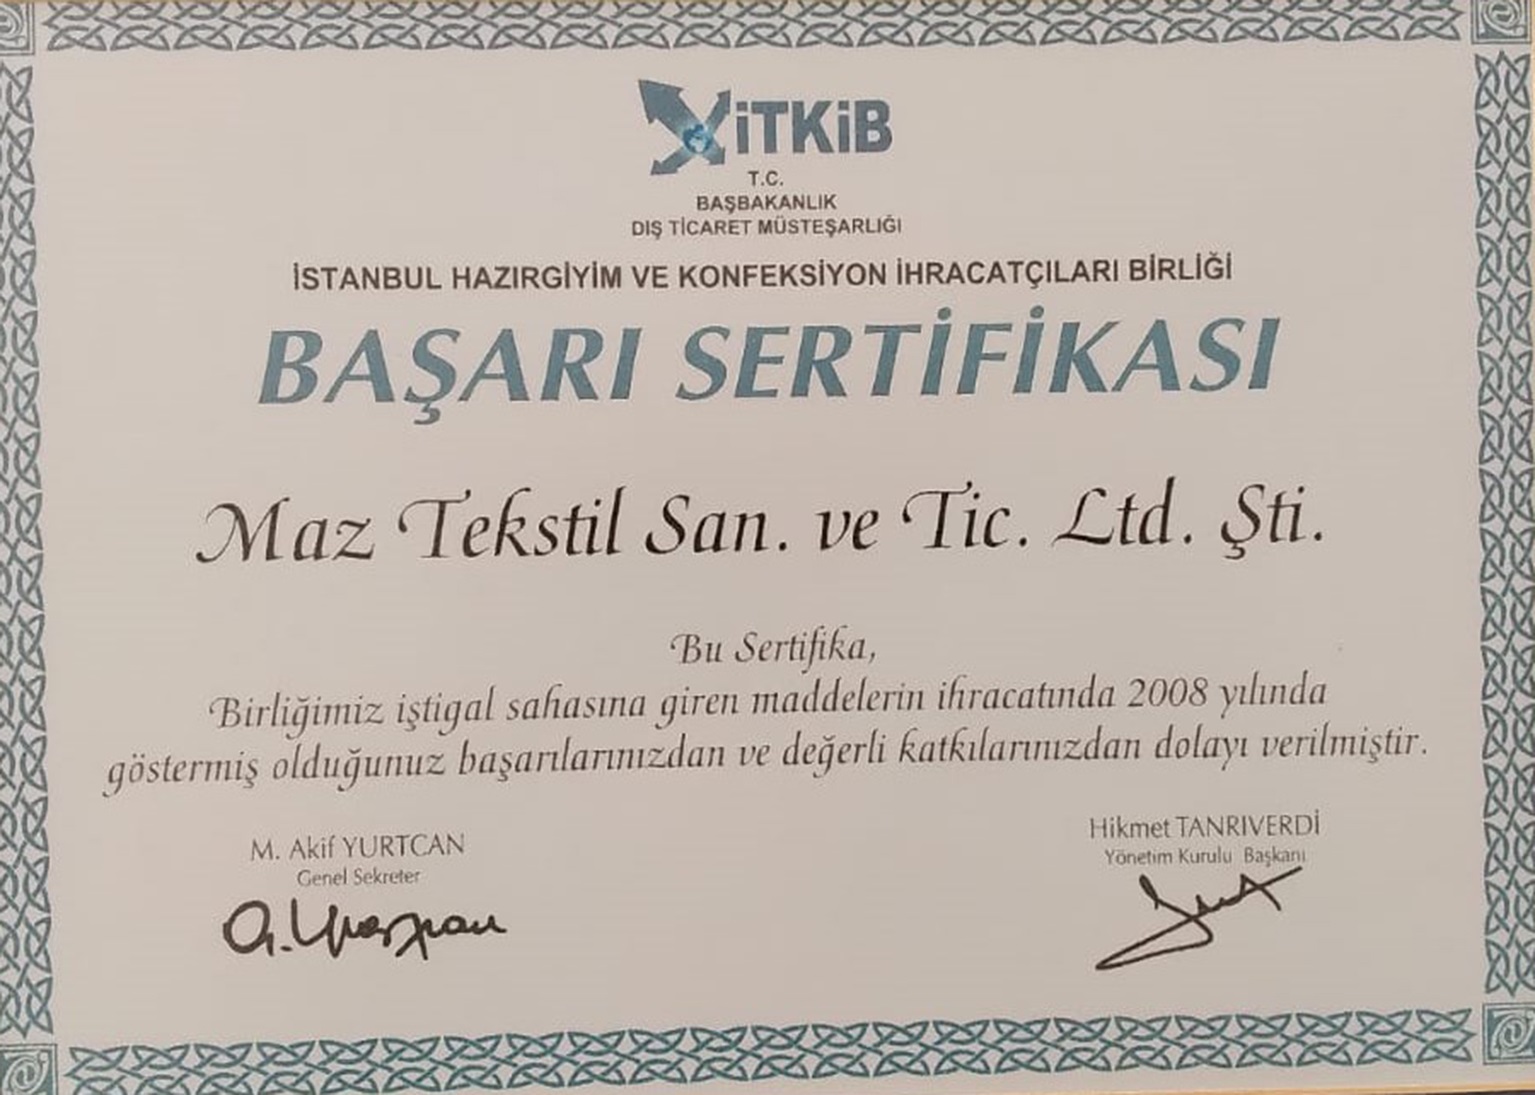 İTKİB
T.C.
BAŞBAKANLIK
DIŞ TİCARET MÜSTEŞARLIĞI
İSTANBUL HAZIRGİYİM VE KONFEKSİYON İHRACATÇILARI BİRLİĞİ
BAŞARI SERTİFİKASI
Maz Tekstil San. ve Tic. Ltd. Şti.
Bu Sertifika,
Birliğimiz iştigal sahasına giren maddelerin ihracatında 2008 yılında
göstermiş olduğunuz başarılarınızdan ve değerli katkılarınızdan dolayı verilmiştir.
M. Akif YURTCAN
Genel Sekreter
Hikmet TANRIVERDİ
Yönetim Kurulu Başkanı